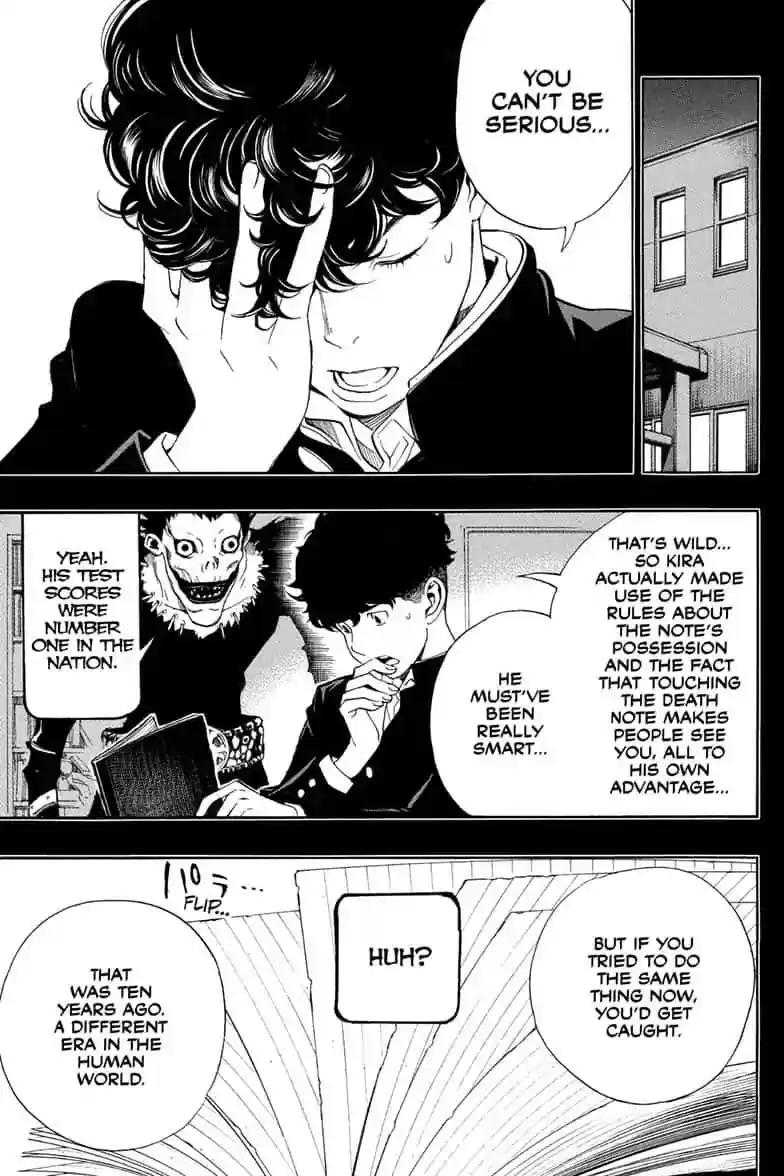 YOU
CAN'T BE
SERIOUS...
THAT'S WILD...
SO KIRA
ACTUALLY MADE
USE OF THE
RULES ABOUT
THE NOTE'S
POSSESSION
AND THE FACT
THAT TOUCHING
THE DEATH
NOTE MAKES
PEOPLE SEE
YOU, ALL TO
HIS OWN
ADVANTAGE...
HE
MUST'VE
BEEN
REALLY
SMART...
YEAH.
HIS TEST
SCORES
WERE
NUMBER
ONE IN THE
NATION.
BUT IF YOU
TRIED TO DO
THE SAME
THING NOW,
YOU'D GET
CAUGHT.
HUH?
パラ…
FLIP...
THAT
WAS TEN
YEARS AGO.
A DIFFERENT
ERA IN THE
HUMAN
WORLD.